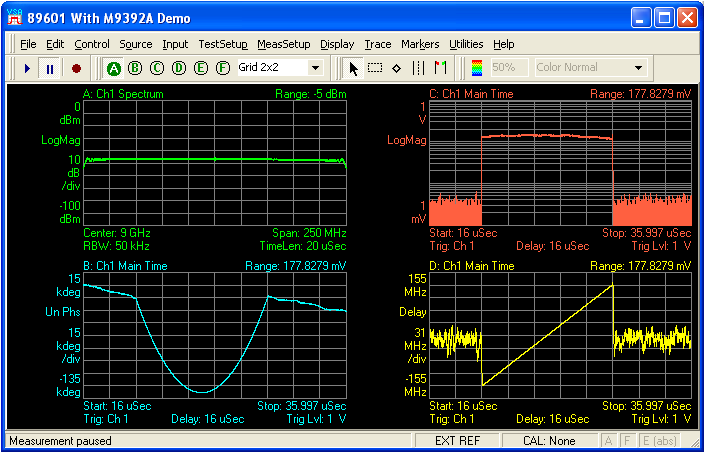 VSA 89601 With M9392A Demo
File Edit Control Source Input TestSetup MeasSetup Display Trace Markers Utilities Help
A B C D E F Grid 2x2 50% Color Normal
A: Ch1 Spectrum Range: -5 dBm
0
dBm
LogMag
10
dB
/div
-100
dBm
Center: 9 GHz Span: 250 MHz
RBW: 50 kHz TimeLen: 20 uSec
C: Ch1 Main Time Range: 177.8279 mV
1
V
LogMag
1
mV
Start: 16 uSec Stop: 35.997 uSec
Trig: Ch 1 Delay: 16 uSec Trig Lvl: 1 V
B: Ch1 Main Time Range: 177.8279 mV
15
kdeg
Un Phs
15
kdeg
/div
-135
kdeg
Start: 16 uSec Stop: 35.997 uSec
Trig: Ch 1 Delay: 16 uSec Trig Lvl: 1 V
D: Ch1 Main Time Range: 177.8279 mV
155
MHz
Delay
31
MHz
/div
-155
MHz
Start: 16 uSec Stop: 35.997 uSec
Trig: Ch 1 Delay: 16 uSec Trig Lvl: 1 V
Measurement paused EXT REF CAL: None A F E (abs)